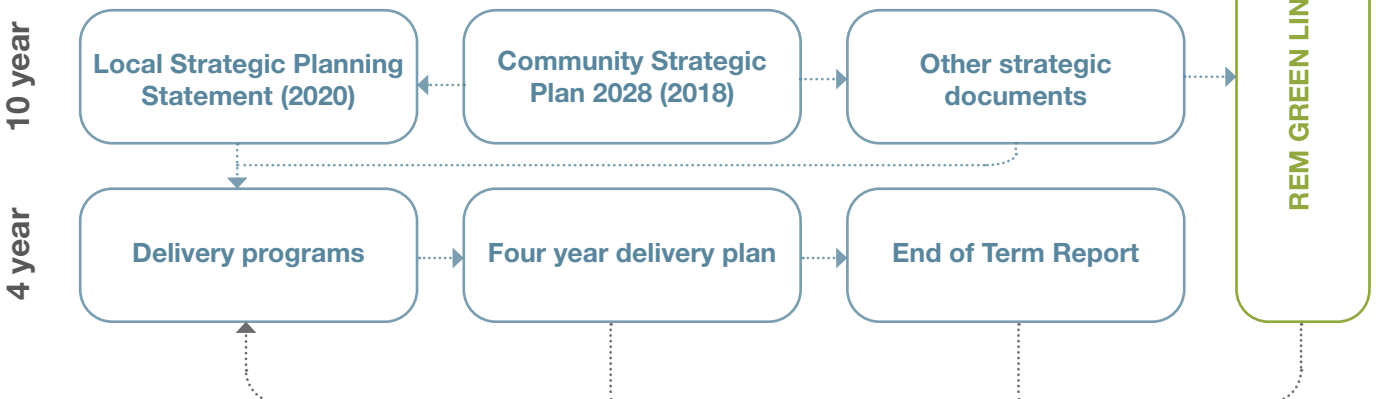 10 year
Local Strategic Planning
Statement (2020)
Community Strategic
Plan 2028 (2018)
Other strategic
documents
REM GREEN
4 year
Delivery programs
Four year delivery plan
End of Term Report